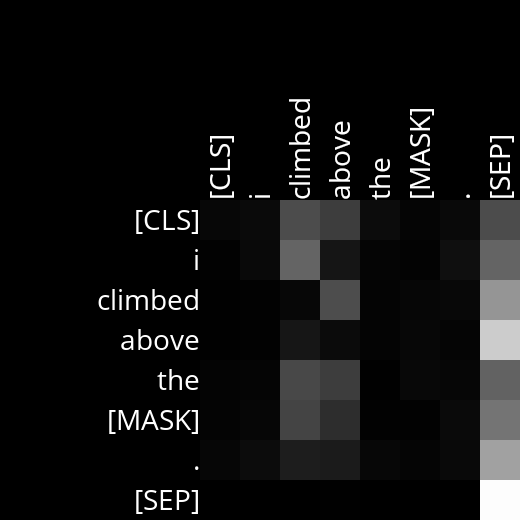 [CLS] i climbed above the [MASK] . [SEP]
[CLS]
i
climbed
above
the
[MASK]
.
[SEP]